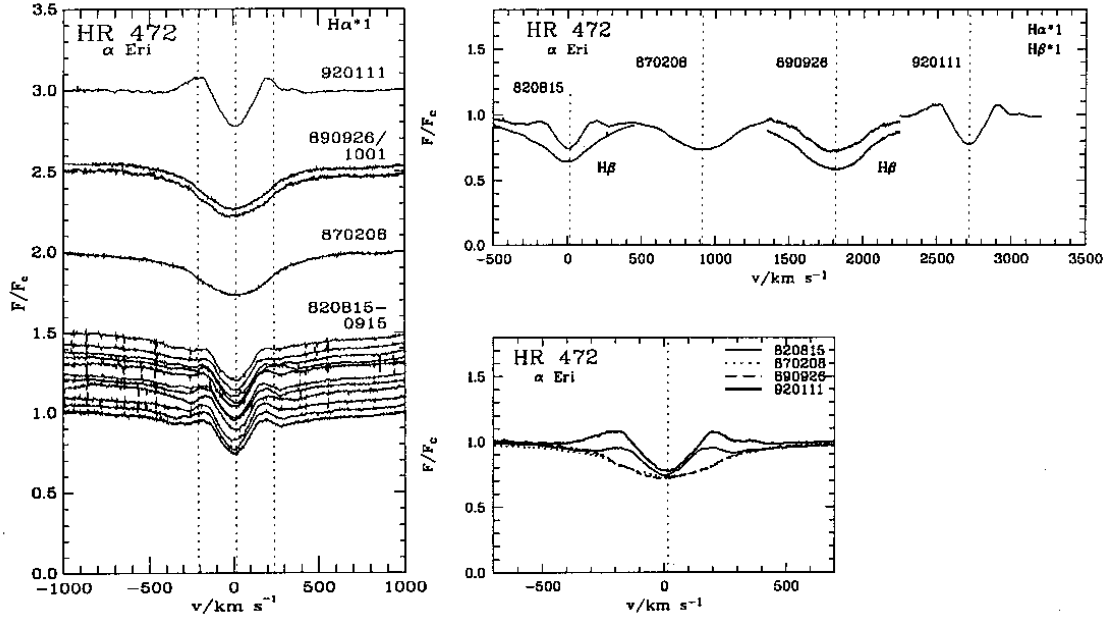 HR 472
α Eri
Hα*1
920111
890926/
1001
870208
820815-
0915
F/Fc
3.5
3.0
2.5
2.0
1.5
1.0
0.5
0.0
-1000
-500
0
500
1000
v/km s⁻¹
HR 472
α Eri
Hα*1
Hβ*1
820815
870208
890926
920111
Hβ
Hβ
F/Fc
1.5
1.0
0.5
0.0
-500
0
500
1000
1500
2000
2500
3000
3500
v/km s⁻¹
HR 472
α Eri
820815
870208
890926
920111
F/Fc
1.5
1.0
0.5
0.0
-500
0
500
v/km s⁻¹